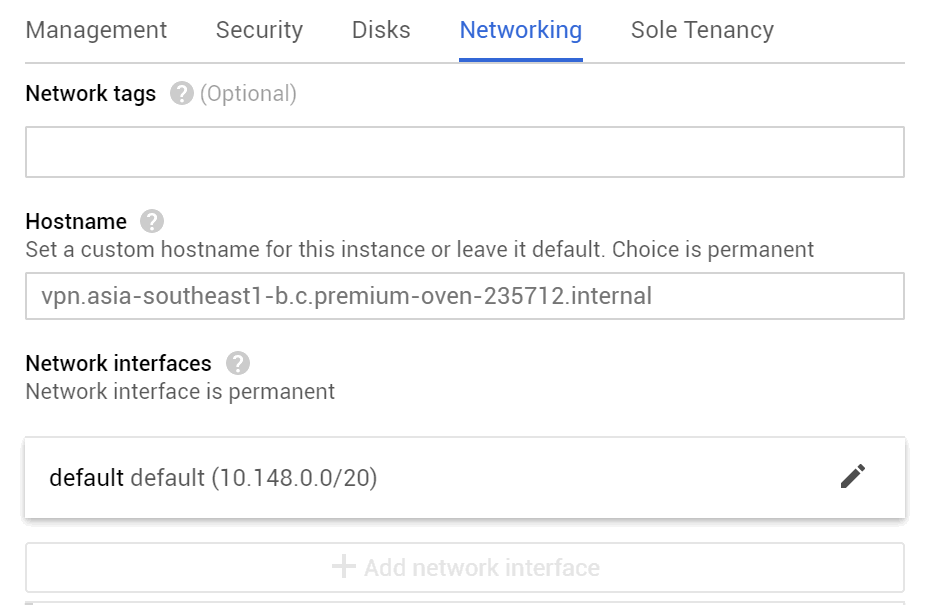 Management Security Disks Networking Sole Tenancy
Network tags ? (Optional)
Hostname ?
Set a custom hostname for this instance or leave it default. Choice is permanent
vpn.asia-southeast1-b.c.premium-oven-235712.internal
Network interfaces ?
Network interface is permanent
default default (10.148.0.0/20)
+ Add network interface